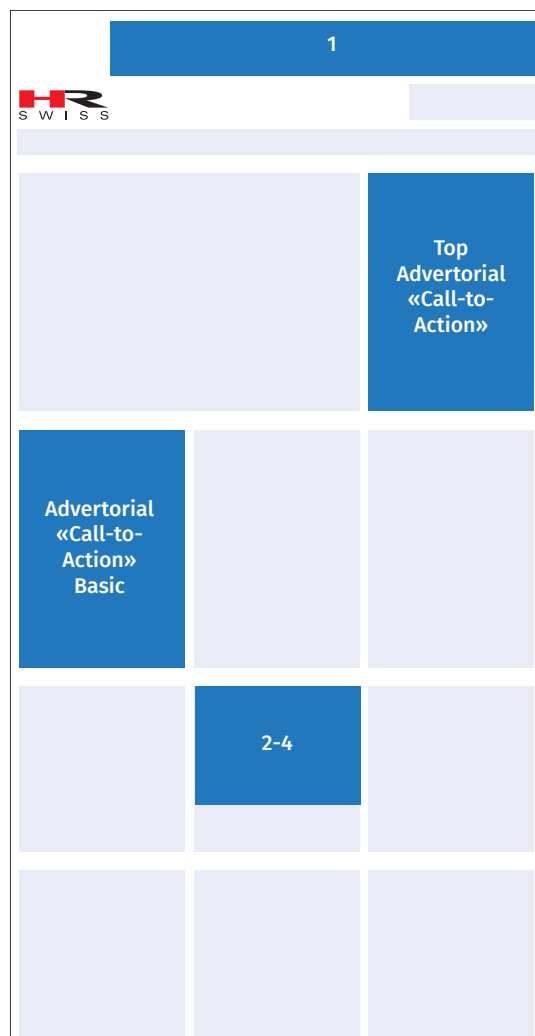 1
HR
SWISS
Top
Advertorial
«Call-to-
Action»
Advertorial
«Call-to-
Action»
Basic
2-4